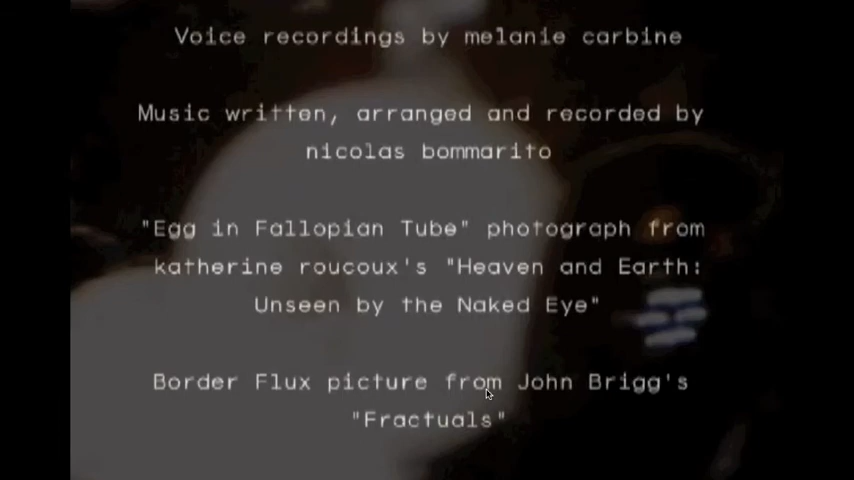 Voice recordings by melanie carbine
Music written, arranged and recorded by
nicolas bommarito
"Egg in Fallopian Tube" photograph from
katherine roucoux's "Heaven and Earth:
Unseen by the Naked Eye"
Border Flux picture from John Brigg's
"Fractuals"